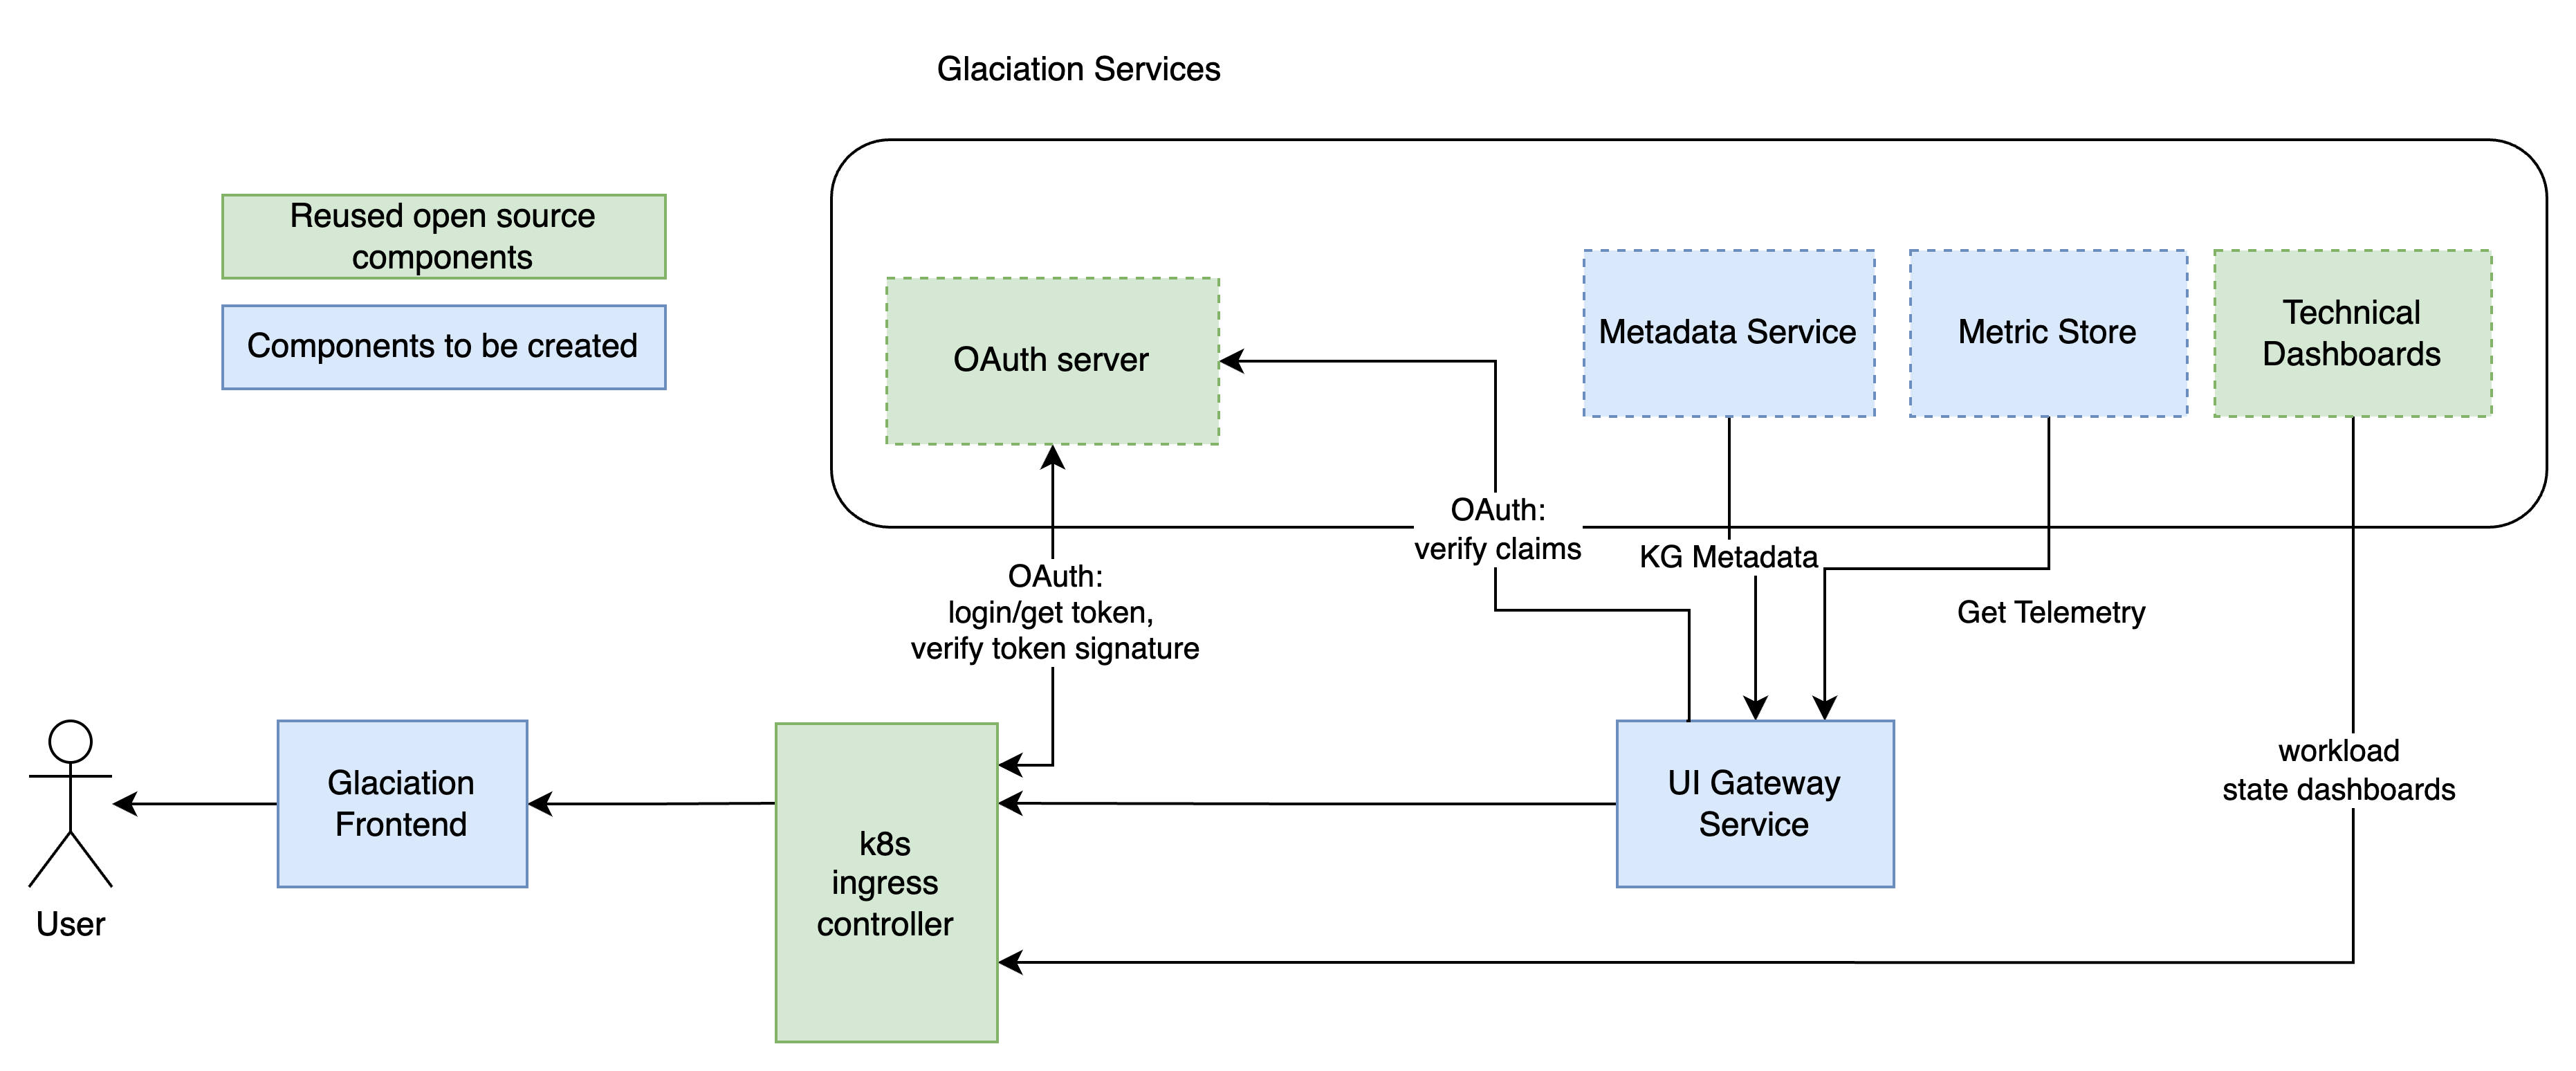 Glaciation Services
Reused open source
components
Components to be created
OAuth server
Metadata Service
Metric Store
Technical
Dashboards
OAuth:
verify claims
KG Metadata
Get Telemetry
OAuth:
login/get token,
verify token signature
workload
state dashboards
User
Glaciation
Frontend
k8s
ingress
controller
UI Gateway
Service